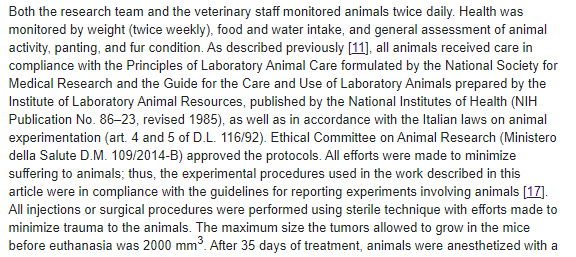 Both the research team and the veterinary staff monitored animals twice daily. Health was
monitored by weight (twice weekly), food and water intake, and general assessment of animal
activity, panting, and fur condition. As described previously [11], all animals received care in
compliance with the Principles of Laboratory Animal Care formulated by the National Society for
Medical Research and the Guide for the Care and Use of Laboratory Animals prepared by the
Institute of Laboratory Animal Resources, published by the National Institutes of Health (NIH
Publication No. 86–23, revised 1985), as well as in accordance with the Italian laws on animal
experimentation (art. 4 and 5 of D.L. 116/92). Ethical Committee on Animal Research (Ministero
della Salute D.M. 109/2014-B) approved the protocols. All efforts were made to minimize
suffering to animals; thus, the experimental procedures used in the work described in this
article were in compliance with the guidelines for reporting experiments involving animals [17].
All injections or surgical procedures were performed using sterile technique with efforts made to
minimize trauma to the animals. The maximum size the tumors allowed to grow in the mice
before euthanasia was 2000 mm³. After 35 days of treatment, animals were anesthetized with a